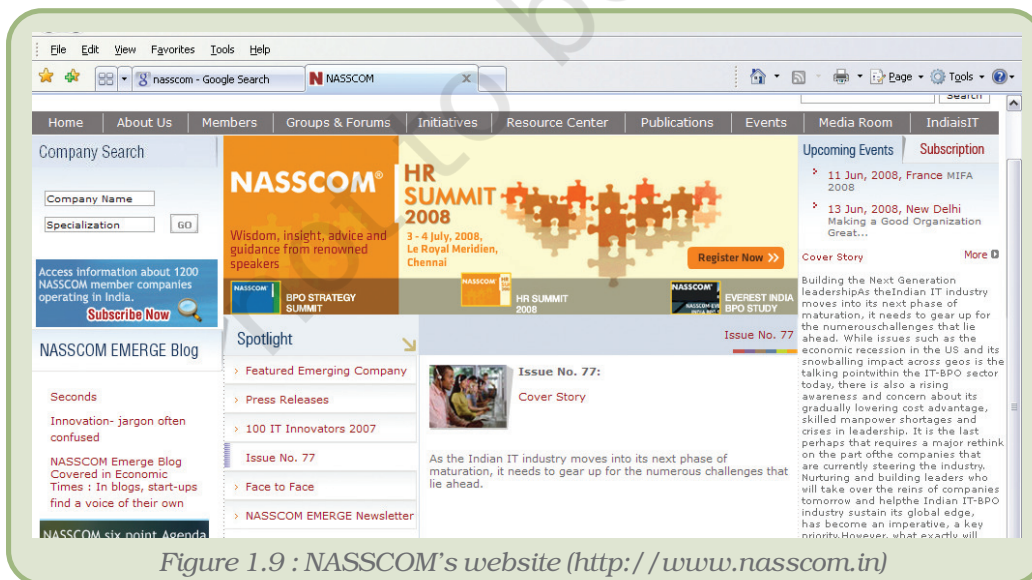 File Edit View Favorites Tools Help
nasscom - Google Search NASSCOM X Page Tools
Search
Home About Us Members Groups & Forums Initiatives Resource Center Publications Events Media Room IndiaisIT
Company Search
Company Name
Specialization GO
Access information about 1200
NASSCOM member companies
operating in India.
Subscribe Now
NASSCOM EMERGE Blog
Seconds
Innovation- jargon often
confused
NASSCOM Emerge Blog
Covered in Economic
Times : In blogs, start-ups
find a voice of their own
NASSCOM six point Agenda
NASSCOM®
Wisdom, insight, advice and
guidance from renowned
speakers
HR
SUMMIT
2008
3 - 4 July, 2008,
Le Royal Meridien,
Chennai
Register Now >>
NASSCOM
BPO STRATEGY
SUMMIT
NASSCOM
HR SUMMIT
2008
NASSCOM
EVEREST INDIA
BPO STUDY
Spotlight
> Featured Emerging Company
> Press Releases
> 100 IT Innovators 2007
Issue No. 77
> Face to Face
> NASSCOM EMERGE Newsletter
Issue No. 77
Issue No. 77:
Cover Story
As the Indian IT industry moves into its next phase of
maturation, it needs to gear up for the numerous challenges that
lie ahead.
Upcoming Events Subscription
11 Jun, 2008, France MIFA
2008
13 Jun, 2008, New Delhi
Making a Good
Organization
Great...
Cover Story More
Building the Next Generation
leadershipAs theIndian IT industry
moves into its next phase of
maturation, it needs to gear up for
the numerouschallenges that lie
ahead. While issues such as the
economic recession in the US and its
snowballing impact across geos is the
talking pointwithin the IT-BPO sector
today, there is also a rising
awareness and concern about its
gradually lowering cost advantage,
skilled manpower shortages and
crises in leadership. It is the last
perhaps that requires a major rethink
on the part ofthe companies that
are currently steering the industry.
Nurturing and building leaders who
will take over the reins of companies
tomorrow and helpthe Indian IT-BPO
industry sustain its global edge,
has become an imperative, a key
priority.However, what exactly will
Figure 1.9 : NASSCOM's website (http://www.nasscom.in)
not to b